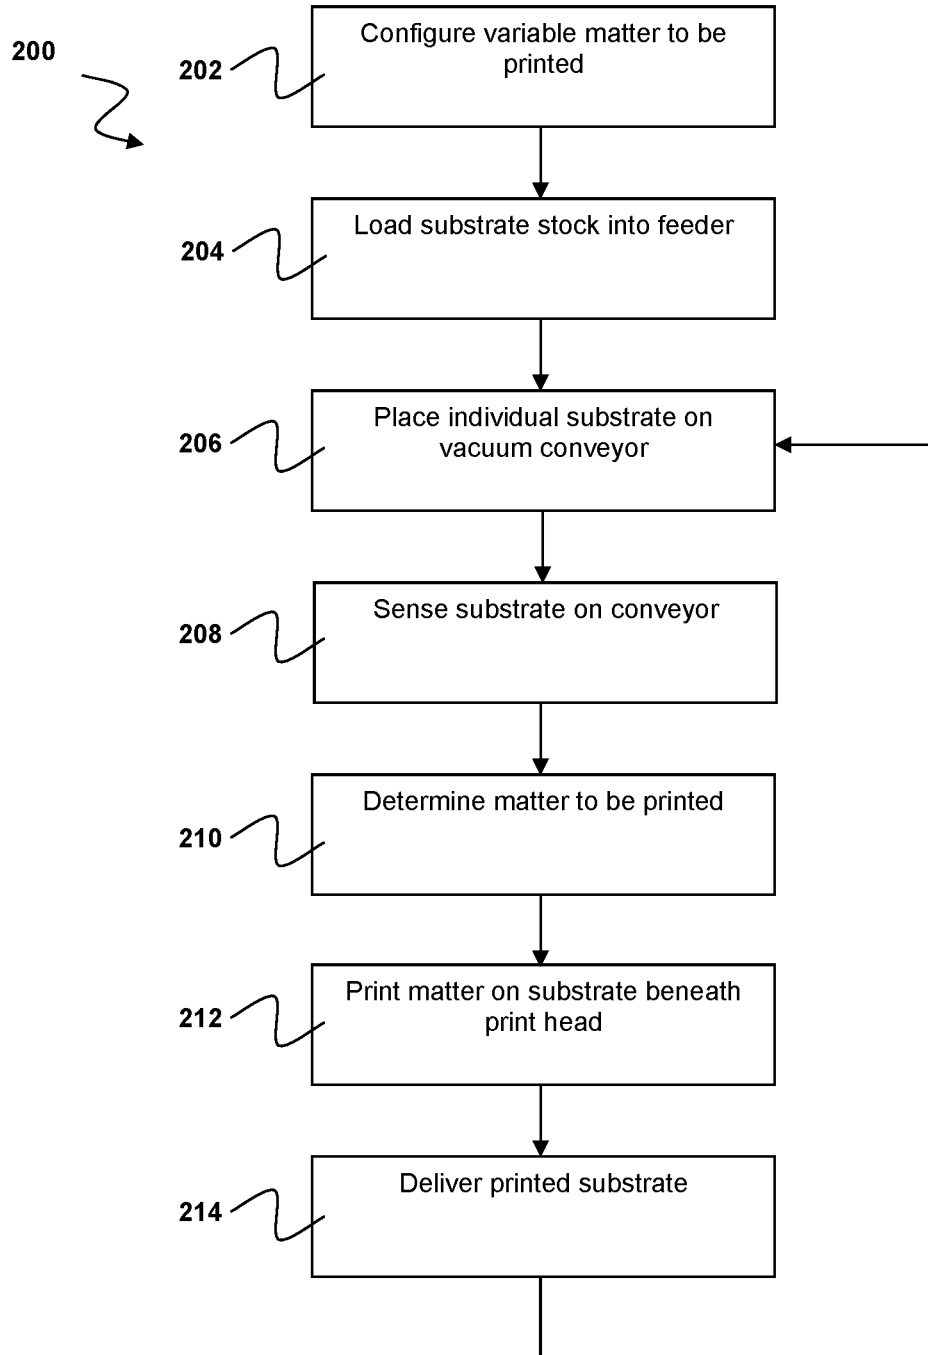 200
202
Configure variable matter to be
printed
204
Load substrate stock into feeder
206
Place individual substrate on
vacuum conveyor
208
Sense substrate on conveyor
210
Determine matter to be printed
212
Print matter on substrate beneath
print head
214
Deliver printed substrate